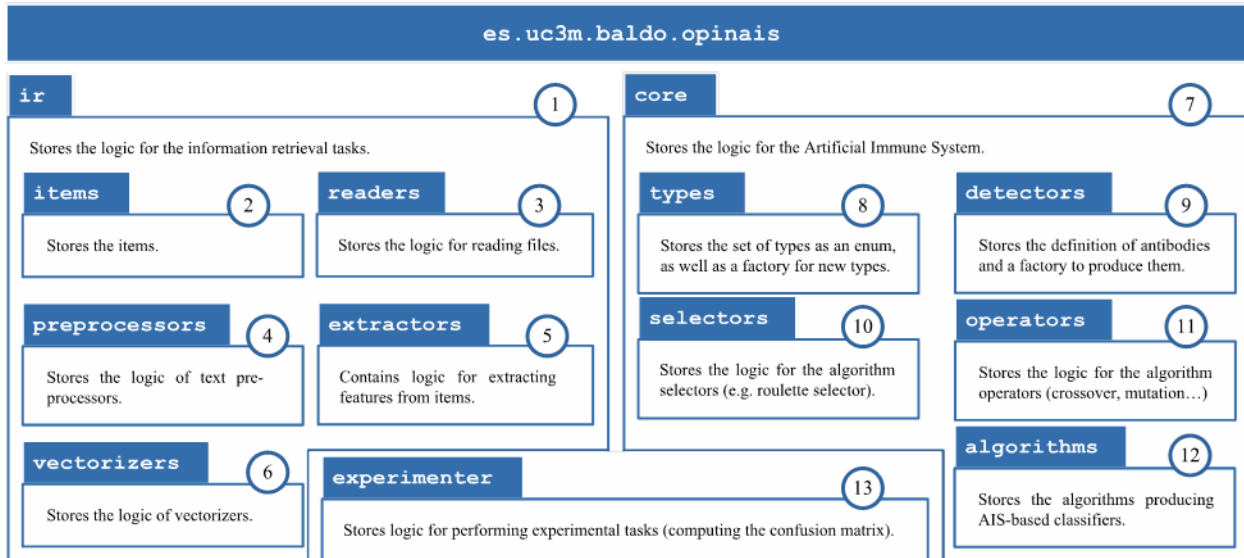 es.uc3m.baldo.opinais
ir
1
Stores the logic for the information retrieval tasks.
items
2
Stores the items.
readers
3
Stores the logic for reading files.
preprocessors
4
Stores the logic of text pre-
processors.
extractors
5
Contains logic for extracting
features from items.
vectorizers
6
Stores the logic of vectorizers.
core
7
Stores the logic for the Artificial Immune System.
types
8
Stores the set of types as an enum,
as well as a factory for new types.
detectors
9
Stores the definition of antibodies
and a factory to produce them.
selectors
10
Stores the logic for the algorithm
selectors (e.g. roulette selector).
operators
11
Stores the logic for the algorithm
operators (crossover, mutation…)
algorithms
12
Stores the algorithms producing
AIS-based classifiers.
experimenter
13
Stores logic for performing experimental tasks (computing the confusion matrix).